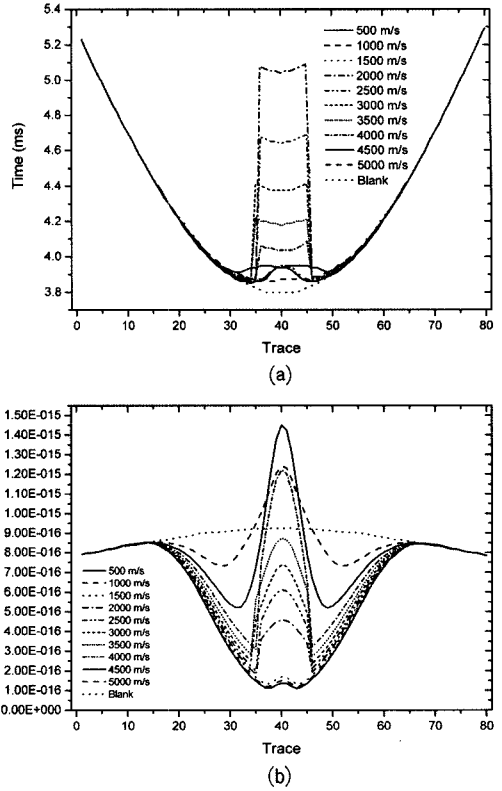 5.4
5.2
5.0
4.8
4.6
4.4
4.2
4.0
3.8
Time (ms)
500 m/s
1000 m/s
1500 m/s
2000 m/s
2500 m/s
3000 m/s
3500 m/s
4000 m/s
4500 m/s
5000 m/s
Blank
0 10 20 30 40 50 60 70 80
Trace
(a)
1.50E-015
1.40E-015
1.30E-015
1.20E-015
1.10E-015
1.00E-015
9.00E-016
8.00E-016
7.00E-016
6.00E-016
5.00E-016
4.00E-016
3.00E-016
2.00E-016
1.00E-016
0.00E+000
500 m/s
1000 m/s
1500 m/s
2000 m/s
2500 m/s
3000 m/s
3500 m/s
4000 m/s
4500 m/s
5000 m/s
Blank
0 10 20 30 40 50 60 70 80
Trace
(b)